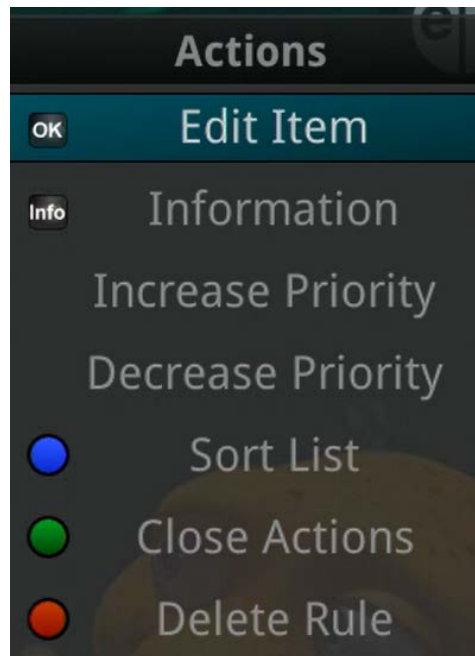 Actions
OK Edit Item
Info Information
Increase Priority
Decrease Priority
Sort List
Close Actions
Delete Rule